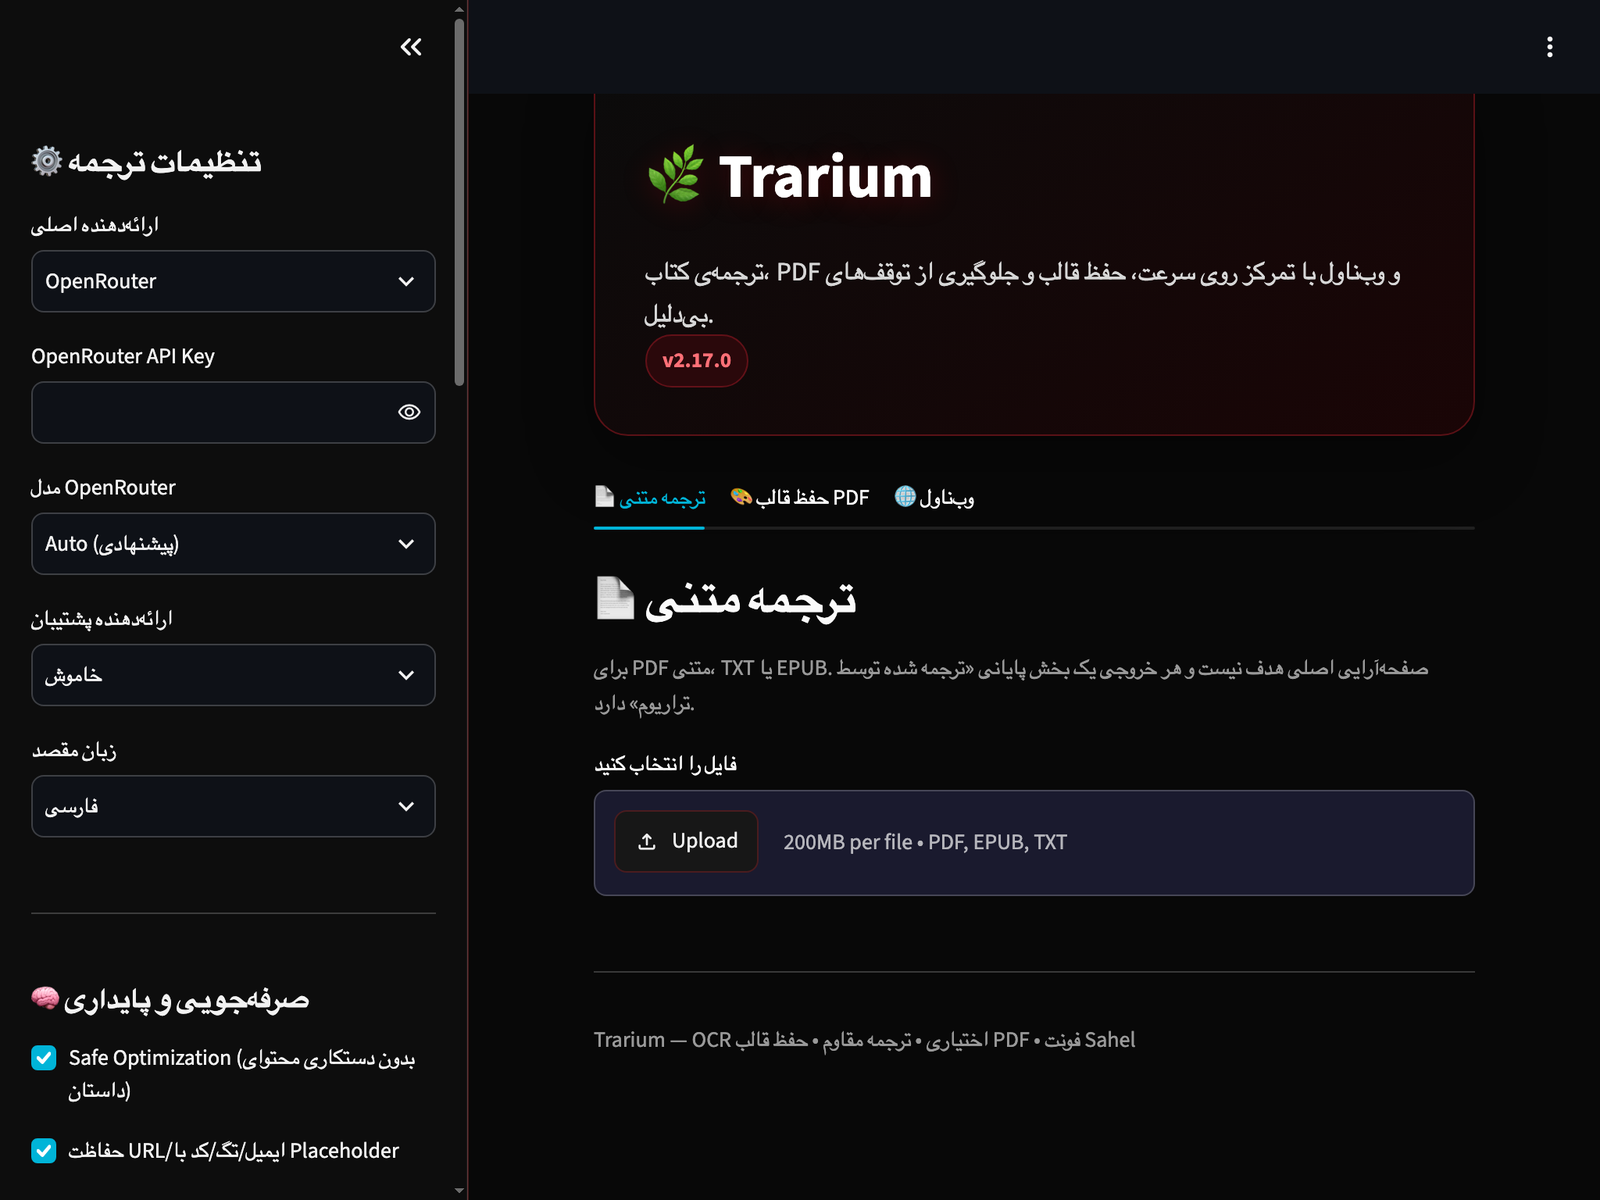 ⚙️ تنظیمات ترجمه
ارائه‌دهنده اصلی
OpenRouter
OpenRouter API Key
مدل OpenRouter
Auto (پیشنهادی)
ارائه‌دهنده پشتیبان
خاموش
زبان مقصد
فارسی
🧠 صرفه‌جویی و پایداری
Safe Optimization (بدون دستکاری محتوای
داستان)
حفاظت URL/ایمیل/تگ/کد با Placeholder
🌿 Trarium
ترجمه‌ی کتاب، PDF و وب‌ناول با تمرکز روی سرعت، حفظ قالب و جلوگیری از توقف‌های
بی‌دلیل.
v2.17.0
📄 ترجمه متنی
🎨 حفظ قالب PDF
🌐 وب‌ناول
📄 ترجمه متنی
برای PDF متنی، TXT یا EPUB. صفحه‌آرایی اصلی هدف نیست و هر خروجی یک بخش پایانی «ترجمه شده توسط
تراریوم» دارد.
فایل را انتخاب کنید
Upload
200MB per file • PDF, EPUB, TXT
Trarium — OCR اختیاری • ترجمه مقاوم • حفظ قالب PDF • فونت Sahel